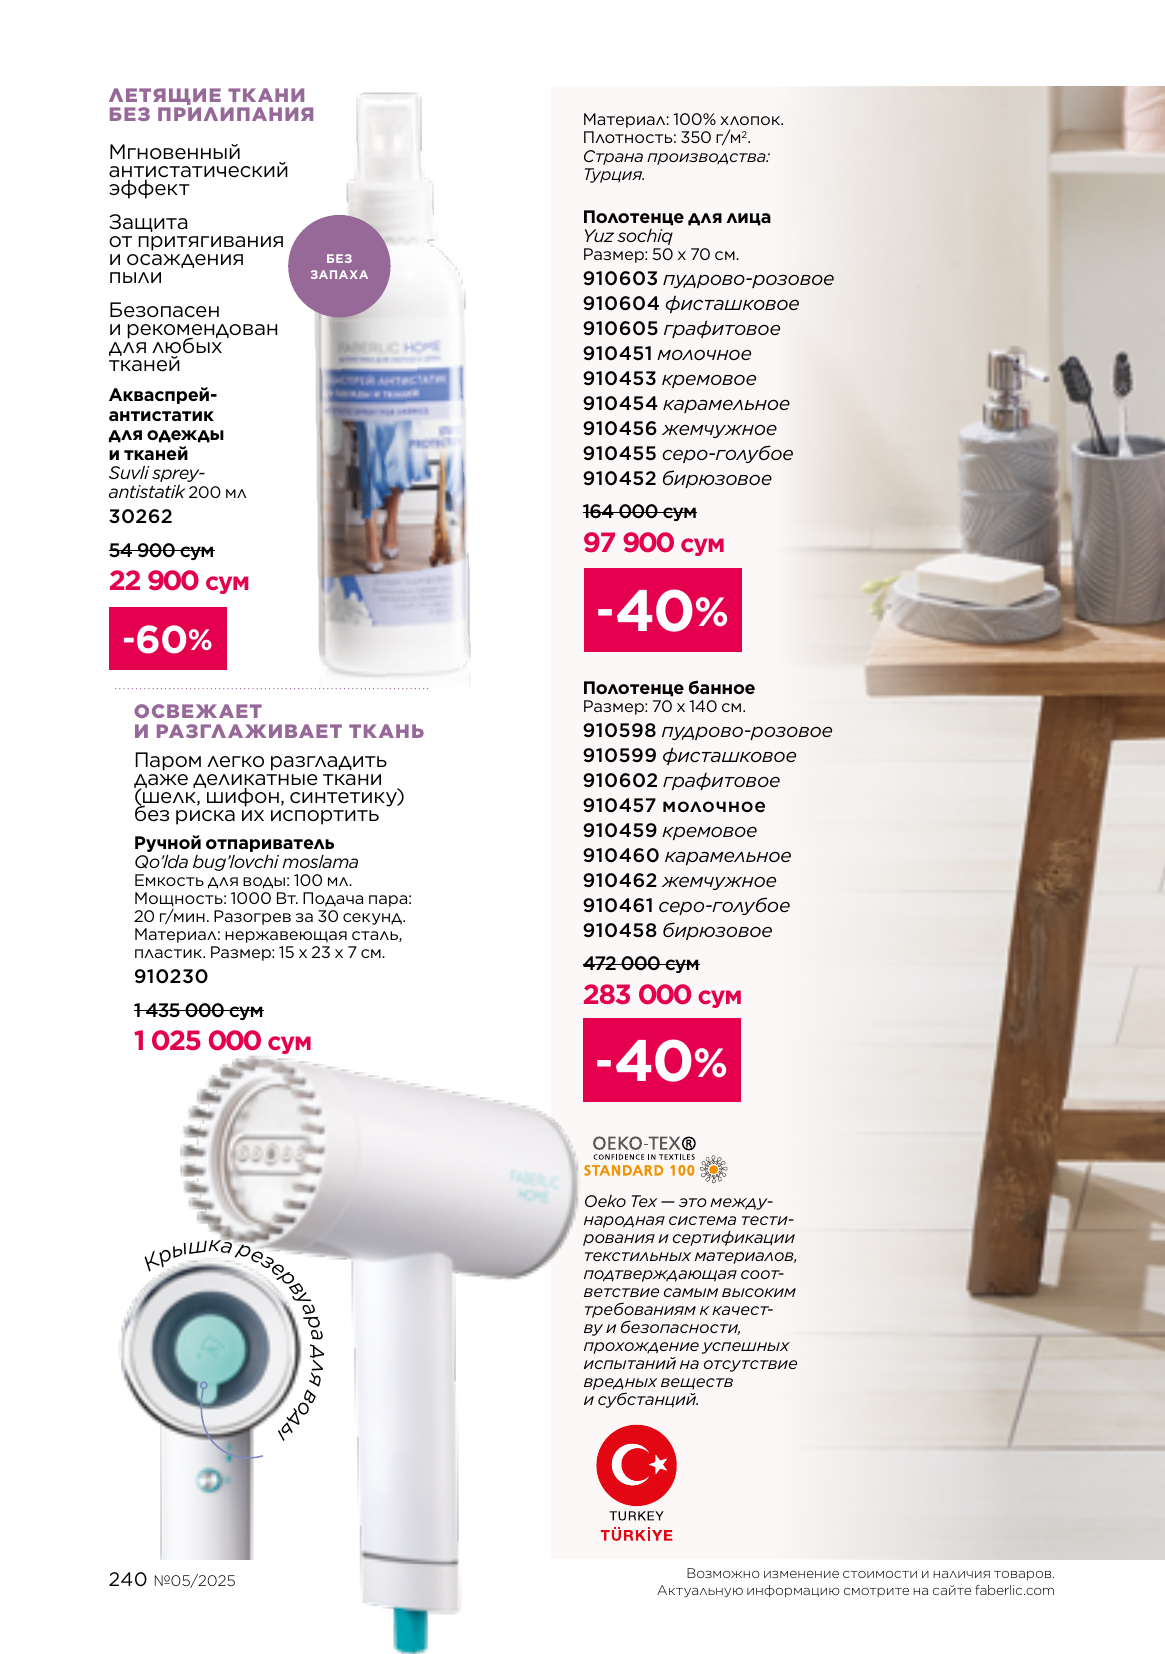 ЛЕТЯЩИЕ ТКАНИ
БЕЗ ПРИЛИПАНИЯ
Мгновенный
антистатический
эффект
Защита
от притягивания
и осаждения
пыли
Безопасен
и рекомендован
для любых
тканей
БЕЗ
ЗАПАХА
FABERLIC HOME
Акваспрей-
антистатик
для одежды
и тканей
Suvli sprey-
antistatik 200 мл
30262
54 900 сум
22 900 сум
-60%
ОСВЕЖАЕТ
И РАЗГЛАЖИВАЕТ ТКАНЬ
Паром легко разгладить
даже деликатные ткани
(шелк, шифон, синтетику)
без риска их испортить
Ручной отпариватель
Qo’lda bug’lovchi moslama
Емкость для воды: 100 мл.
Мощность: 1000 Вт. Подача пара:
20 г/мин. Разогрев за 30 секунд.
Материал: нержавеющая сталь,
пластик. Размер: 15 x 23 x 7 см.
910230
1 435 000 сум
1 025 000 сум
FABERLIC
HOME
Крышка резервуара для воды
Материал: 100% хлопок.
Плотность: 350 г/м².
Страна производства:
Турция.
Полотенце для лица
Yuz sochiq
Размер: 50 x 70 см.
910603 пудрово-розовое
910604 фисташковое
910605 графитовое
910451 молочное
910453 кремовое
910454 карамельное
910456 жемчужное
910455 серо-голубое
910452 бирюзовое
164 000 сум
97 900 сум
-40%
Полотенце банное
Размер: 70 x 140 см.
910598 пудрово-розовое
910599 фисташковое
910602 графитовое
910457 молочное
910459 кремовое
910460 карамельное
910462 жемчужное
910461 серо-голубое
910458 бирюзовое
472 000 сум
283 000 сум
-40%
OEKO-TEX®
CONFIDENCE IN TEXTILES
STANDARD 100
Oeko Tex — это между-
народная система тести-
рования и сертификации
текстильных материалов,
подтверждающая соот-
ветствие самым высоким
требованиям к качест-
ву и безопасности,
прохождение успешных
испытаний на отсутствие
вредных веществ
и субстанций.
TURKEY
TÜRKİYE
240 №05/2025
Возможно изменение стоимости и наличия товаров.
Актуальную информацию смотрите на сайте faberlic.com